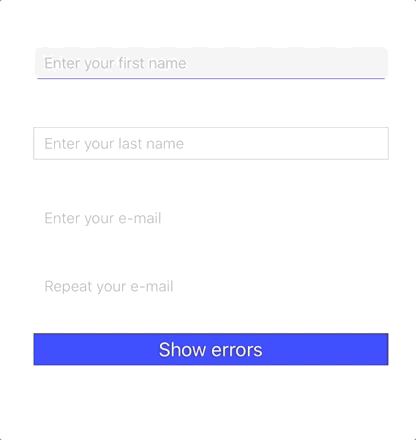 Enter your first name
Enter your last name
Enter your e-mail
Repeat your e-mail
Show errors